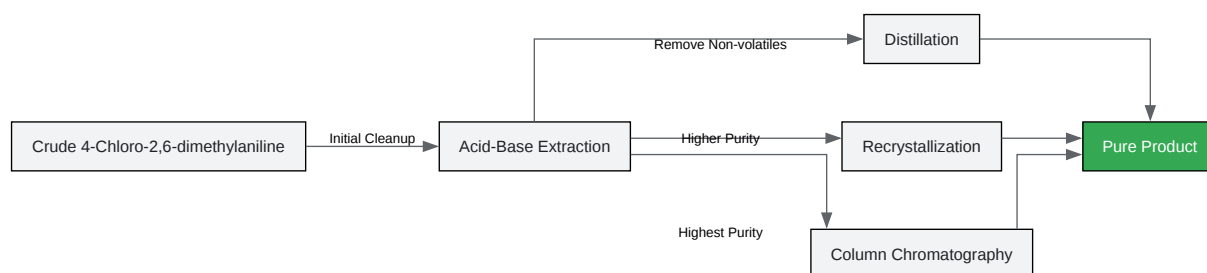 Remove Non-volatiles
Distillation
Crude 4-Chloro-2,6-dimethylaniline
Initial Cleanup
Acid-Base Extraction
Higher Purity
Recrystallization
Pure Product
Highest Purity
Column Chromatography